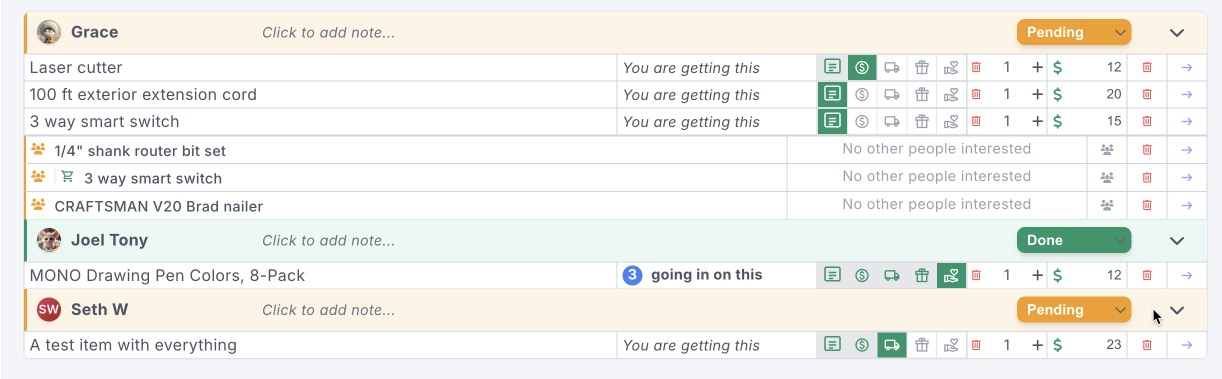 Grace Click to add note... Pending
Laser cutter You are getting this 1 + $ 12
100 ft exterior extension cord You are getting this 1 + $ 20
3 way smart switch You are getting this 1 + $ 15
1/4" shank router bit set No other people interested
3 way smart switch No other people interested
CRAFTSMAN V20 Brad nailer No other people interested
Joel Tony Click to add note... Done
MONO Drawing Pen Colors, 8-Pack 3 going in on this 1 + $ 12
SW Seth W Click to add note... Pending
A test item with everything You are getting this 1 + $ 23